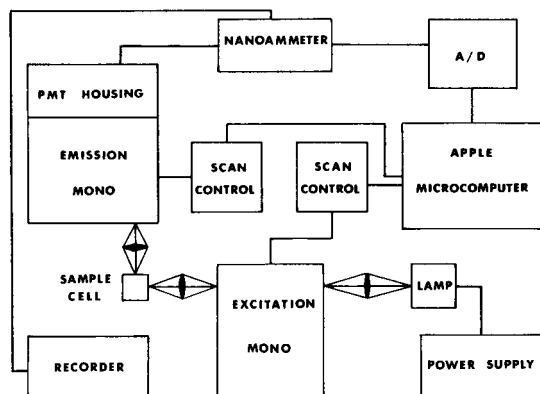 NANOAMMETER
A/D
PMT HOUSING
EMISSION
MONO
SCAN
CONTROL
SCAN
CONTROL
APPLE
MICROCOMPUTER
SAMPLE
CELL
EXCITATION
MONO
LAMP
RECORDER
POWER SUPPLY